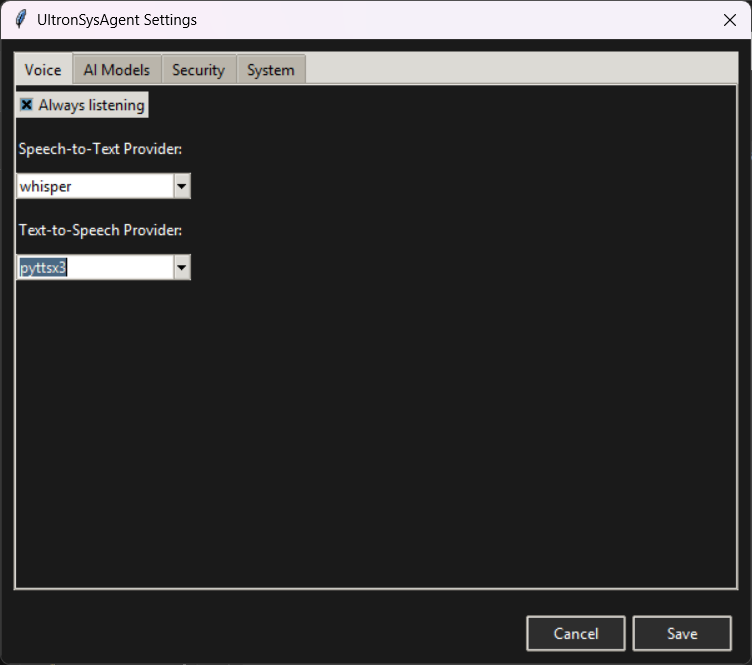 UltronSysAgent Settings
Voice AI Models Security System
Always listening
Speech-to-Text Provider:
whisper
Text-to-Speech Provider:
pyttsx3
Cancel Save